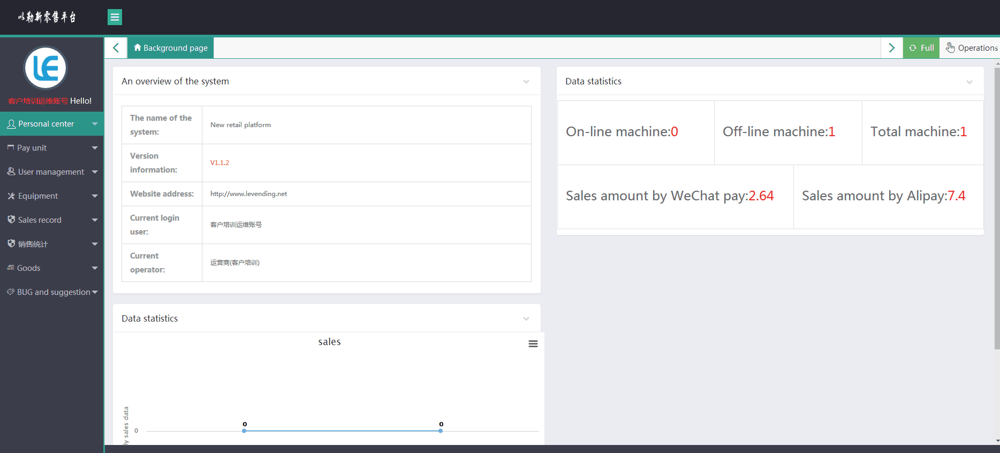 以勒新零售平台
Background page
Full
Operations
LE
客户培训运维账号 Hello!
Personal center
Pay unit
User management
Equipment
Sales record
销售统计
Goods
BUG and suggestion
An overview of the system
The name of the
system:
New retail platform
Version
information:
V1.1.2
Website address:
http://www.levending.net
Current login
user:
客户培训运维账号
Current
operator:
运营商(客户培训)
Data statistics
On-line machine:0
Off-line machine:1
Total machine:1
Sales amount by WeChat pay:2.64
Sales amount by Alipay:7.4
Data statistics
sales
ly sales data
0
0
0